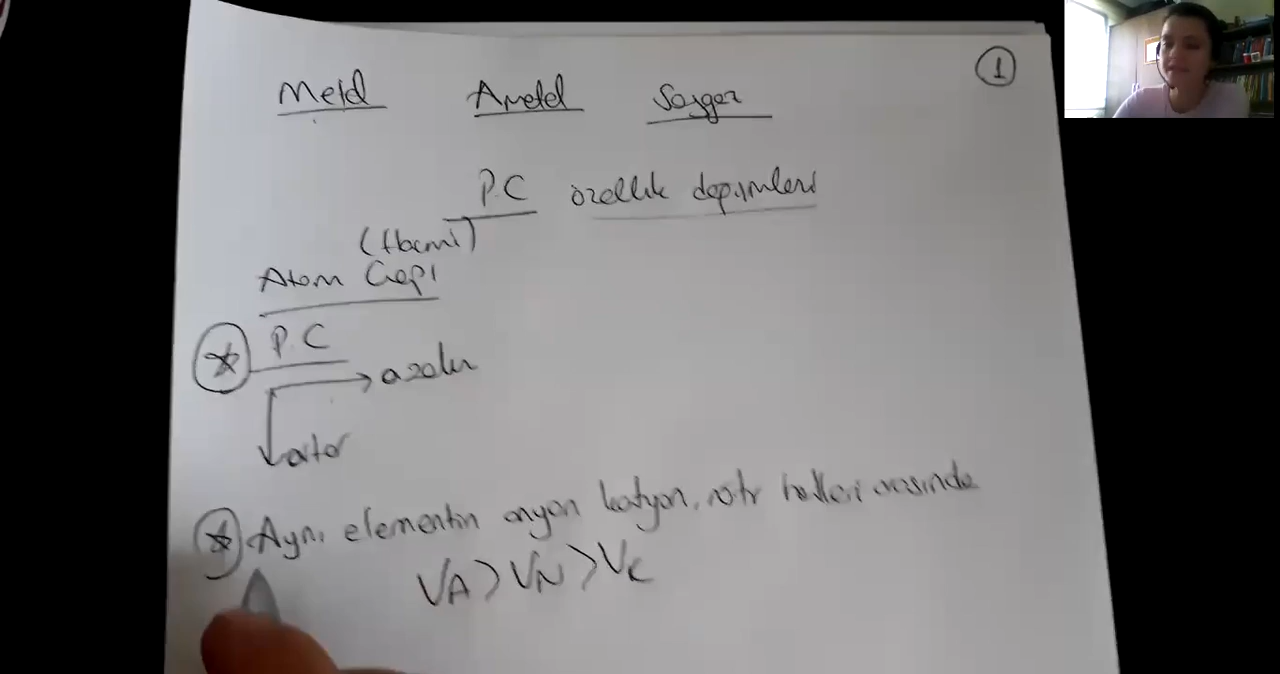 Metal Ametal Soygaz 1
P.C özellik değişimleri
(Hacmi)
Atom Çapı
P.C
azalır
artar
Aynı elementin anyon katyon, nötr halleri arasında
VA > VN > VK